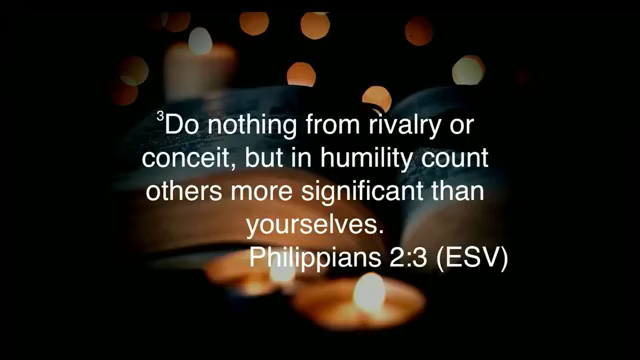 ³Do nothing from rivalry or
conceit, but in humility count
others more significant than
yourselves.
Philippians 2:3 (ESV)